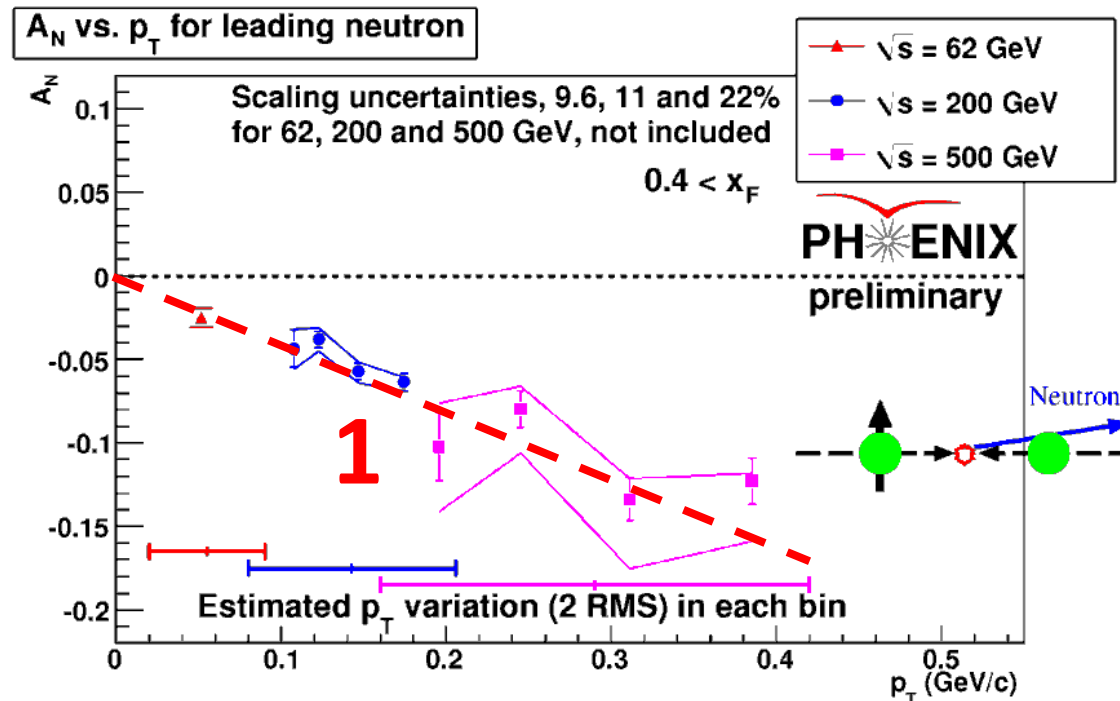 A_N vs. p_T for leading neutron
√s = 62 GeV
√s = 200 GeV
√s = 500 GeV
Scaling uncertainties, 9.6, 11 and 22%
for 62, 200 and 500 GeV, not included
0.4 < x_F
PHENIX
preliminary
A_N
0.1
0.05
0
-0.05
-0.1
-0.15
-0.2
1
Neutron
Estimated p_T variation (2 RMS) in each bin
0
0.1
0.2
0.3
0.4
0.5
p_T (GeV/c)